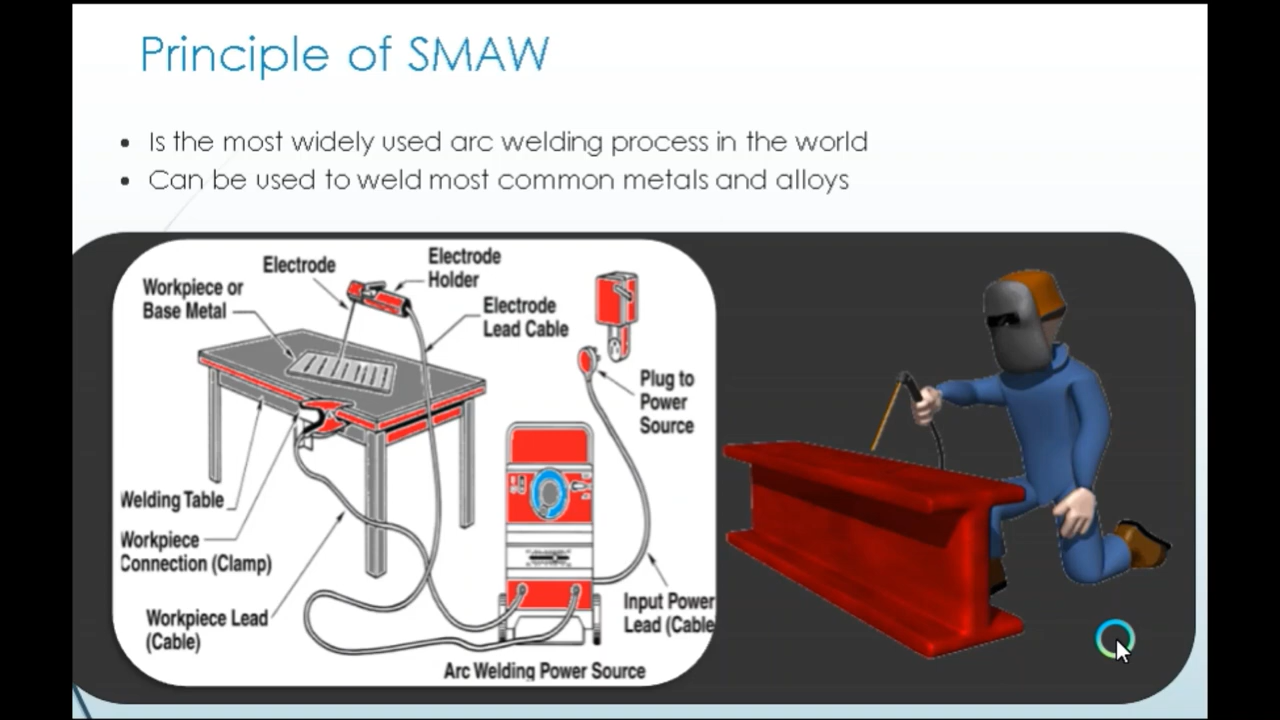 Principle of SMAW
• Is the most widely used arc welding process in the world
• Can be used to weld most common metals and alloys
Electrode
Electrode
Holder
Workpiece or
Base Metal
Electrode
Lead Cable
Plug to
Power
Source
Welding Table
Workpiece
Connection (Clamp)
Workpiece Lead
(Cable)
Input Power
Lead (Cable
Arc Welding Power Source